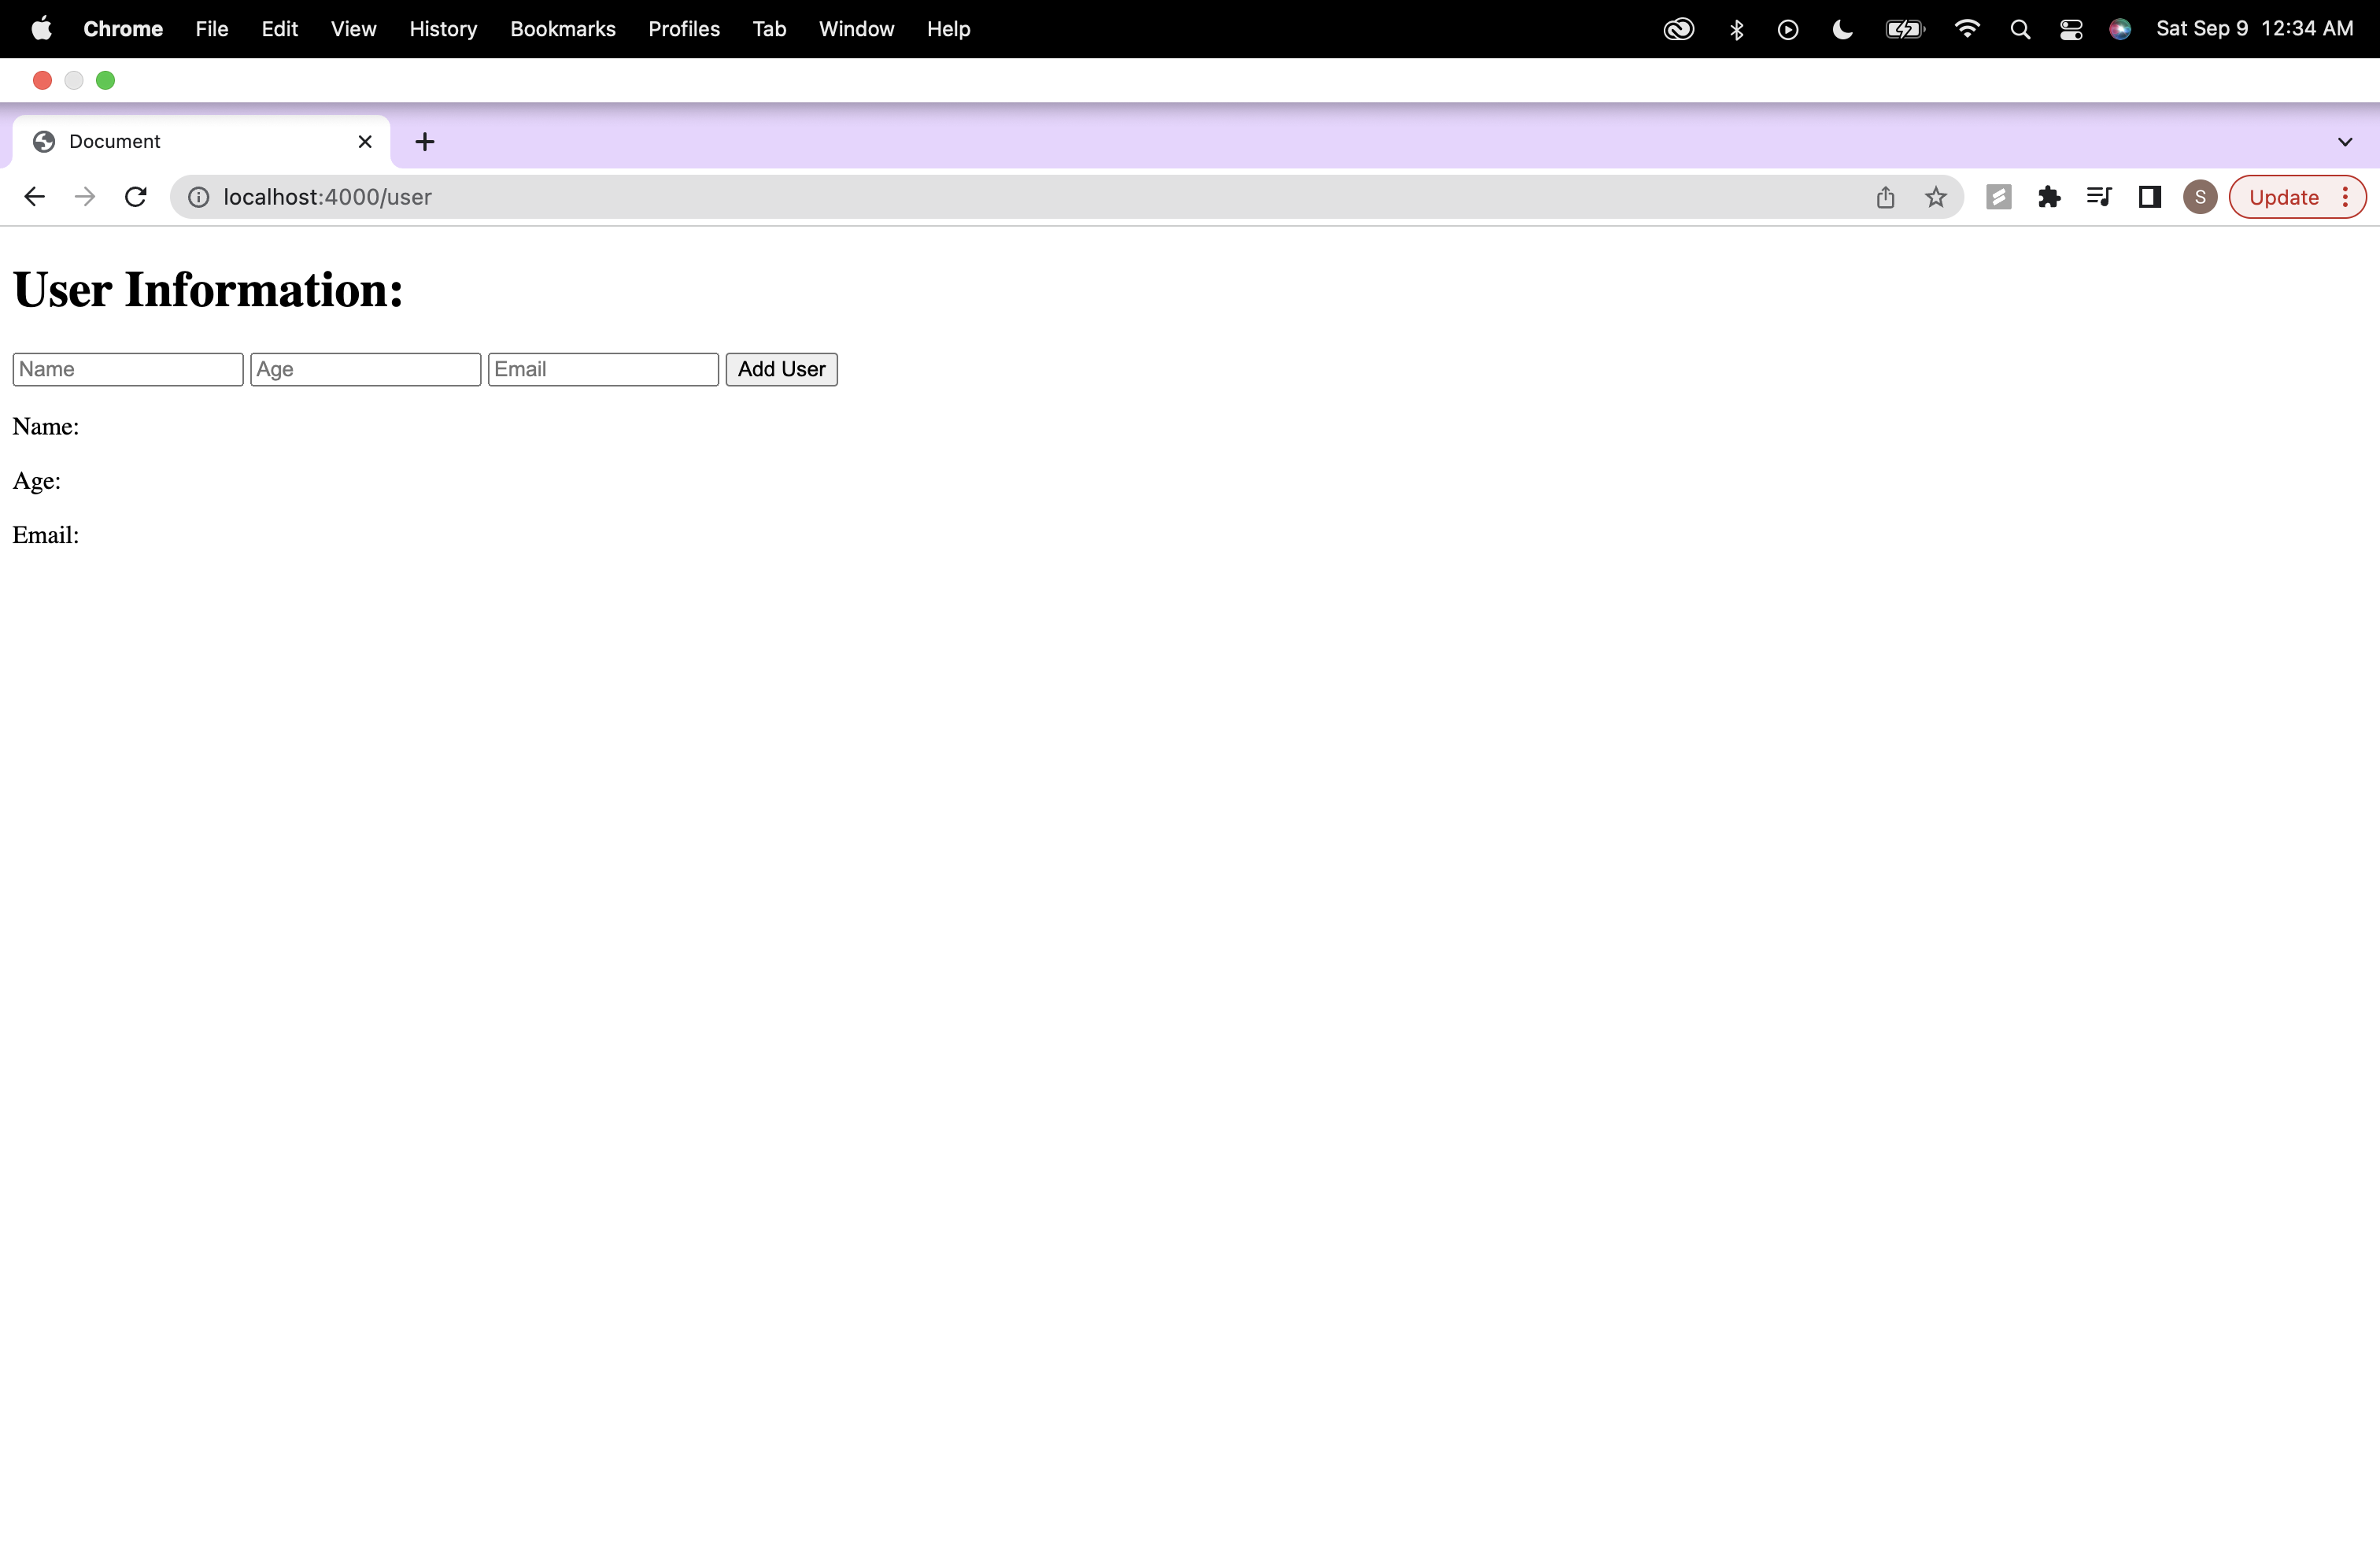 Chrome File Edit View History Bookmarks Profiles Tab Window Help Sat Sep 9 12:34 AM
Document
localhost:4000/user S Update
User Information:
Name Age Email Add User
Name:
Age:
Email: